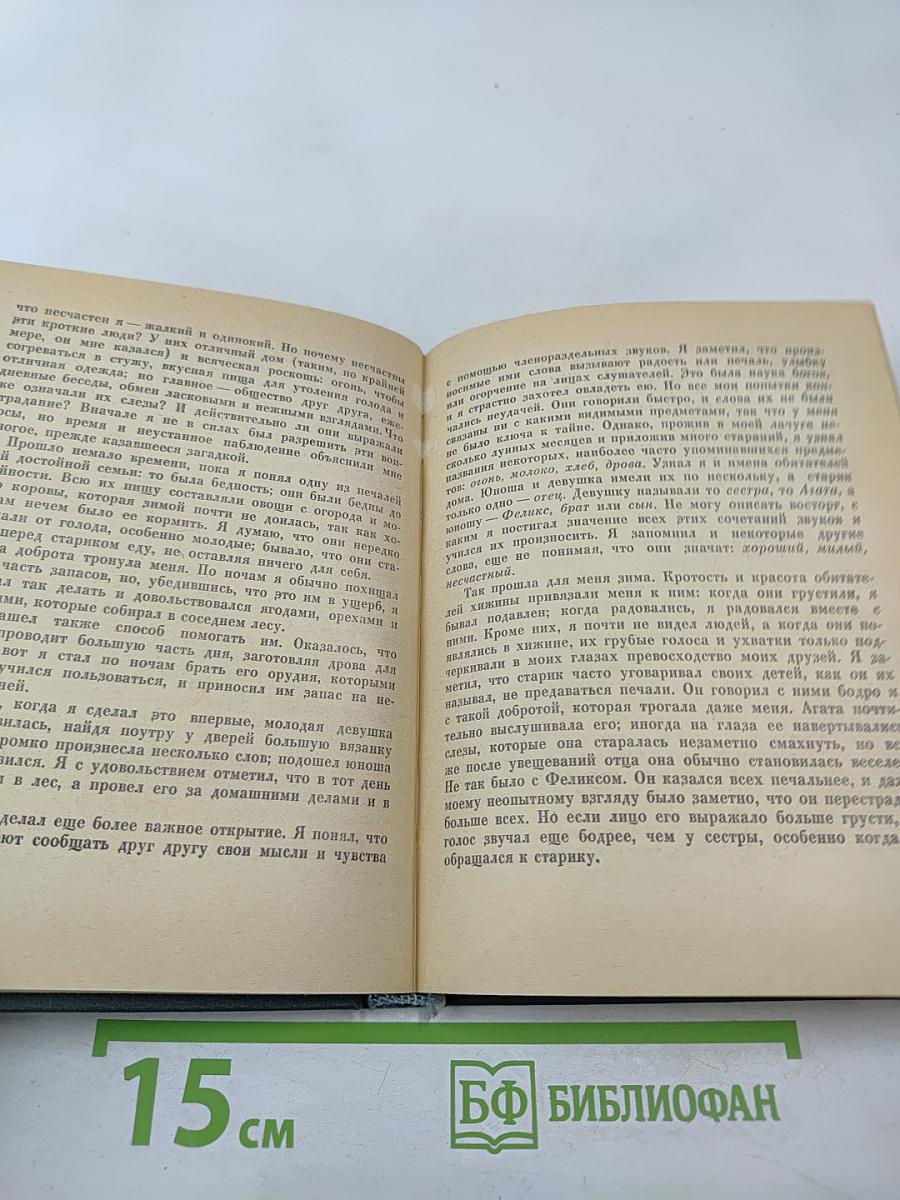 что несчастен я — жалкий и одинокий. Но почему несчастны
эти кроткие люди? У них отличный дом (таким, по крайней
мере, он мне казался) и всяческая роскошь: огонь, чтобы
согреваться в стужу, вкусная пища для утоления голода и
отличная одежда; но главное — общество друг друга, еже-
дневные беседы, обмен ласковыми и нежными взглядами. Что
же означали их слезы? И действительно ли они выражали
страдание? Вначале я не в силах был разрешить эти воп-
росы, но время и неустанное наблюдение объяснили мне
многое, прежде казавшееся загадкой.
Прошло немало времени, пока я понял одну из печалей
й достойной семьи: то была бедность; они были бедны до
йности. Всю их пищу составляли овощи с огорода и мо-
о коровы, которая зимой почти не доилась, так как хо-
ам нечем было ее кормить. Я думаю, что они нередко
али от голода, особенно молодые; бывало, что они ста-
перед стариком еду, не оставляя ничего для себя.
а доброта тронула меня. По ночам я обычно похищал
часть запасов, но, убедившись, что это им в ущерб, я
ал так делать и довольствовался ягодами, орехами и
ми, которые собирал в соседнем лесу.
ашел также способ помогать им. Оказалось, что
проводит большую часть дня, заготовляя дрова для
вот я стал по ночам брать его орудия, которыми
учился пользоваться, и приносил им запас на не-
ней.
, когда я сделал это впервые, молодая девушка
вилась, найдя поутру у дверей большую вязанку
ромко произнесла несколько слов; подошел юноша
вился. Я с удовольствием отметил, что в тот день
л в лес, а провел его за домашними делами и в
делал еще более важное открытие. Я понял, что
еют сообщать друг другу свои мысли и чувства
с помощью членораздельных звуков. Я заметил, что произ-
носимые ими слова вызывают радость или печаль, улыбку
или огорчение на лицах слушателей. Это была наука богов,
и я страстно захотел овладеть ею. Но все мои попытки кон-
чались неудачей. Они говорили быстро, и слова их не были
связаны ни с какими видимыми предметами, так что у меня
не было ключа к тайне. Однако, прожив в моей лачуге не-
сколько лунных месяцев и приложив много стараний, я узнал
названия некоторых, наиболее часто упоминавшихся предме-
тов: огонь, молоко, хлеб, дрова. Узнал я и имена обитателей
дома. Юноша и девушка имели их по нескольку, а старик
только одно — отец. Девушку называли то сестра, то Агата, а
юношу — Феликс, брат или сын. Не могу описать восторг, с
каким я постигал значение всех этих сочетаний звуков и
учился их произносить. Я запомнил и некоторые другие
слова, еще не понимая, что они значат: хороший, милый,
несчастный.
Так прошла для меня зима. Кротость и красота обитате-
лей хижины привязали меня к ним: когда они грустили, я
бывал подавлен; когда радовались, я радовался вместе с
ними. Кроме них, я почти не видел людей, а когда они по-
являлись в хижине, их грубые голоса и ухватки только под-
черкивали в моих глазах превосходство моих друзей. Я за-
метил, что старик часто уговаривал своих детей, как он их
называл, не предаваться печали. Он говорил с ними бодро и
с такой добротой, которая трогала даже меня. Агата почти-
тельно выслушивала его; иногда на глаза ее навертывались
слезы, которые она старалась незаметно смахнуть, но все
же после увещеваний отца она обычно становилась веселе
Не так было с Феликсом. Он казался всех печальнее, и даж
моему неопытному взгляду было заметно, что он перестрад
больше всех. Но если лицо его выражало больше грусти,
голос звучал еще бодрее, чем у сестры, особенно когда
обращался к старику.
15 см
БФ БИБЛИОФАН